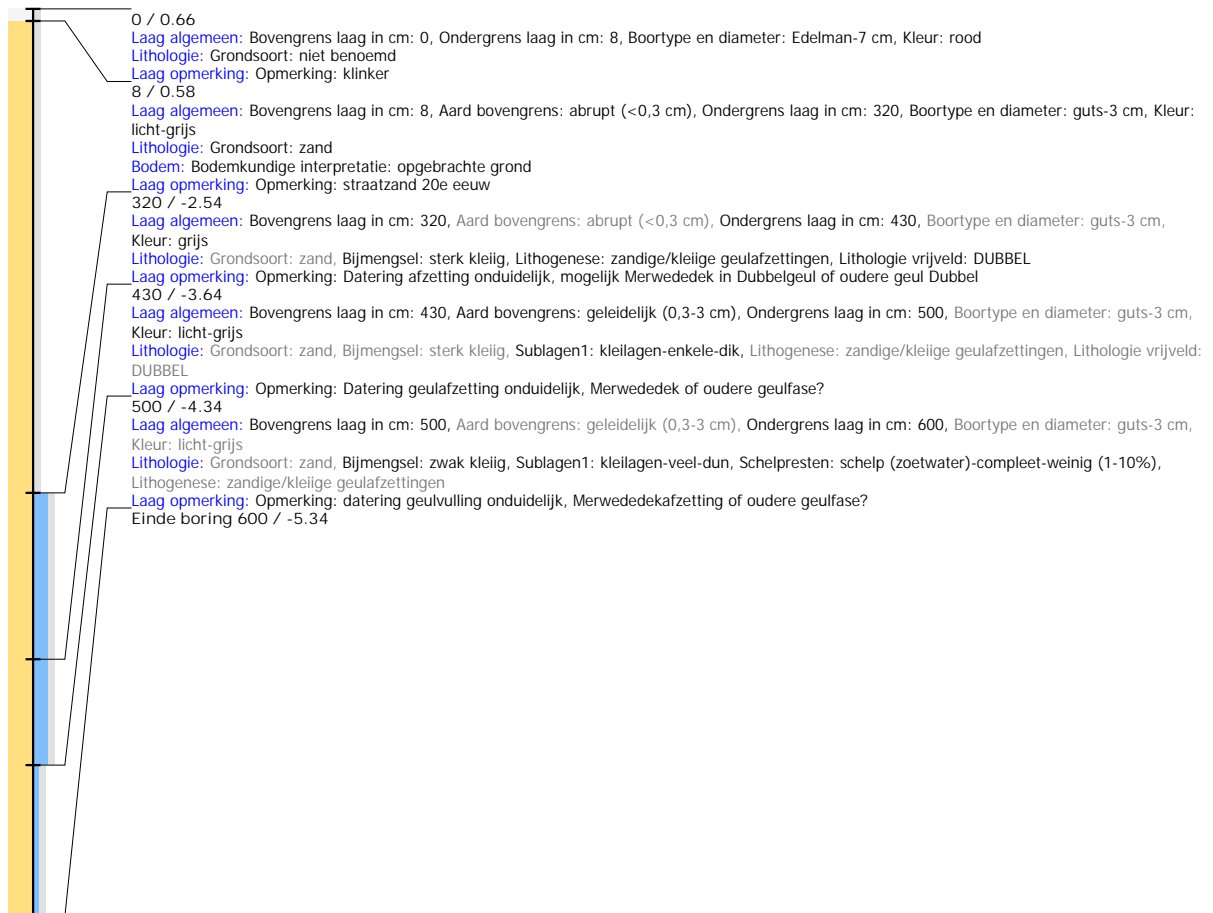 0 / 0.66
Laag algemeen: Bovengrens laag in cm: 0, Ondergrens laag in cm: 8, Boortype en diameter: Edelman-7 cm, Kleur: rood
Lithologie: Grondsoort: niet benoemd
Laag opmerking: Opmerking: klinker
8 / 0.58
Laag algemeen: Bovengrens laag in cm: 8, Aard bovengrens: abrupt (<0,3 cm), Ondergrens laag in cm: 320, Boortype en diameter: guts-3 cm, Kleur:
licht-grijs
Lithologie: Grondsoort: zand
Bodem: Bodemkundige interpretatie: opgebrachte grond
Laag opmerking: Opmerking: straatzand 20e eeuw
320 / -2.54
Laag algemeen: Bovengrens laag in cm: 320, Aard bovengrens: abrupt (<0,3 cm), Ondergrens laag in cm: 430, Boortype en diameter: guts-3 cm,
Kleur: grijs
Lithologie: Grondsoort: zand, Bijmengsel: sterk kleiig, Lithogenese: zandige/kleiige geulafzettingen, Lithologie vrijveld: DUBBEL
Laag opmerking: Opmerking: Datering afzetting onduidelijk, mogelijk Merwededek in Dubbelgeul of oudere geul Dubbel
430 / -3.64
Laag algemeen: Bovengrens laag in cm: 430, Aard bovengrens: geleidelijk (0,3-3 cm), Ondergrens laag in cm: 500, Boortype en diameter: guts-3 cm,
Kleur: licht-grijs
Lithologie: Grondsoort: zand, Bijmengsel: sterk kleiig, Sublagen1: kleilagen-enkele-dik, Lithogenese: zandige/kleiige geulafzettingen, Lithologie vrijveld:
DUBBEL
Laag opmerking: Opmerking: Datering geulafzetting onduidelijk, Merwededek of oudere geulfase?
500 / -4.34
Laag algemeen: Bovengrens laag in cm: 500, Aard bovengrens: geleidelijk (0,3-3 cm), Ondergrens laag in cm: 600, Boortype en diameter: guts-3 cm,
Kleur: licht-grijs
Lithologie: Grondsoort: zand, Bijmengsel: zwak kleiig, Sublagen1: kleilagen-veel-dun, Schelpresten: schelp (zoetwater)-compleet-weinig (1-10%),
Lithogenese: zandige/kleiige geulafzettingen
Laag opmerking: Opmerking: datering geulvulling onduidelijk, Merwededekafzetting of oudere geulfase?
Einde boring 600 / -5.34